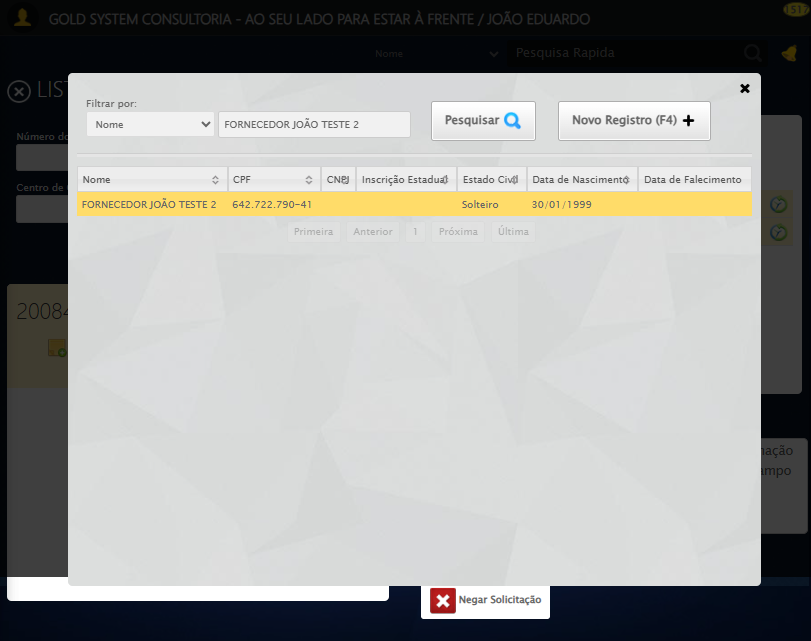 GOLD SYSTEM CONSULTORIA - AO SEU LADO PARA ESTAR À FRENTE / JOÃO EDUARDO
Nome
Pesquisa Rapida
LIS
Filtrar por:
Nome
FORNECEDOR JOÃO TESTE 2
Pesquisar
Novo Registro (F4)
Número do
Centro de
Nome CPF CNPJ Inscrição Estadual Estado Civil Data de Nascimento Data de Falecimento
FORNECEDOR JOÃO TESTE 2 642.722.790-41 Solteiro 30/01/1999
Primeira Anterior 1 Próxima Última
20084
mação
ampo
Negar Solicitação